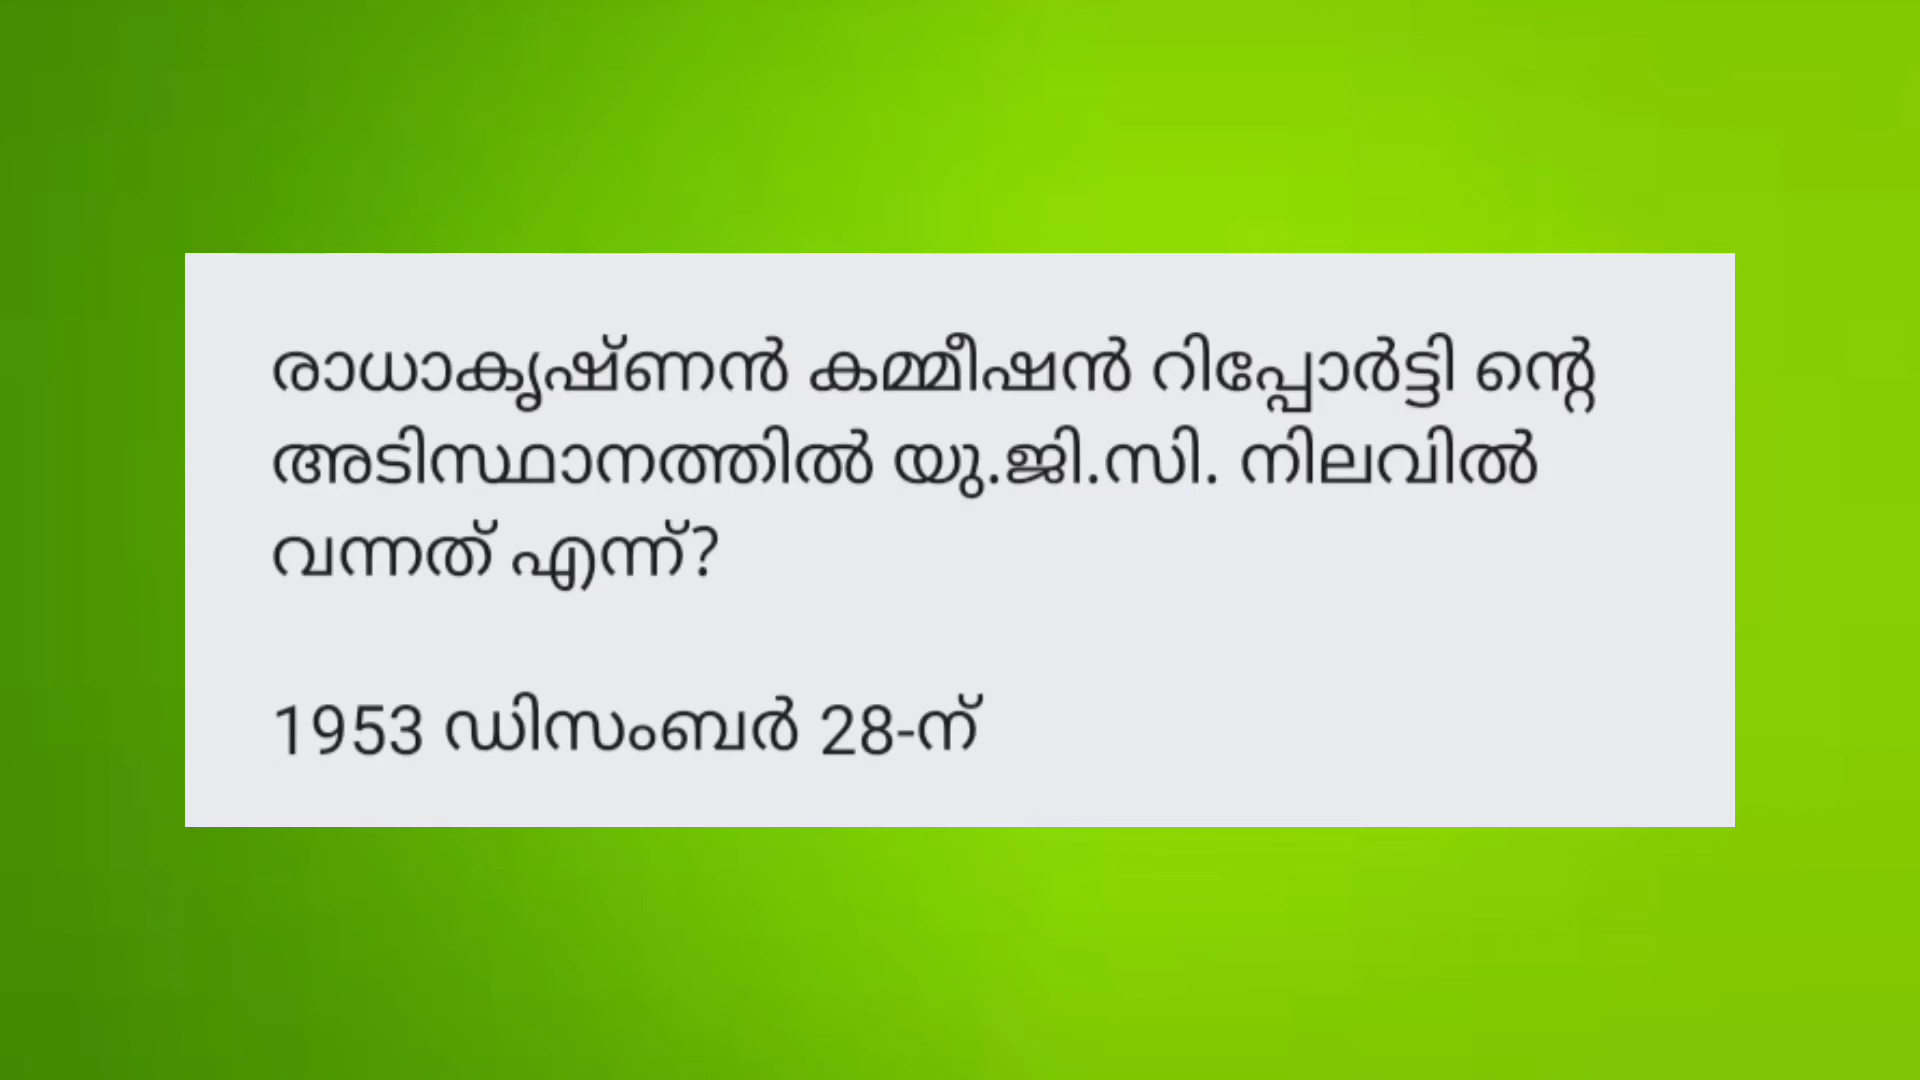 രാധാകൃഷ്ണൻ കമ്മീഷൻ റിപ്പോർട്ടി ന്റെ
അടിസ്ഥാനത്തിൽ യു.ജി.സി. നിലവിൽ
വന്നത് എന്ന്?
1953 ഡിസംബർ 28-ന്